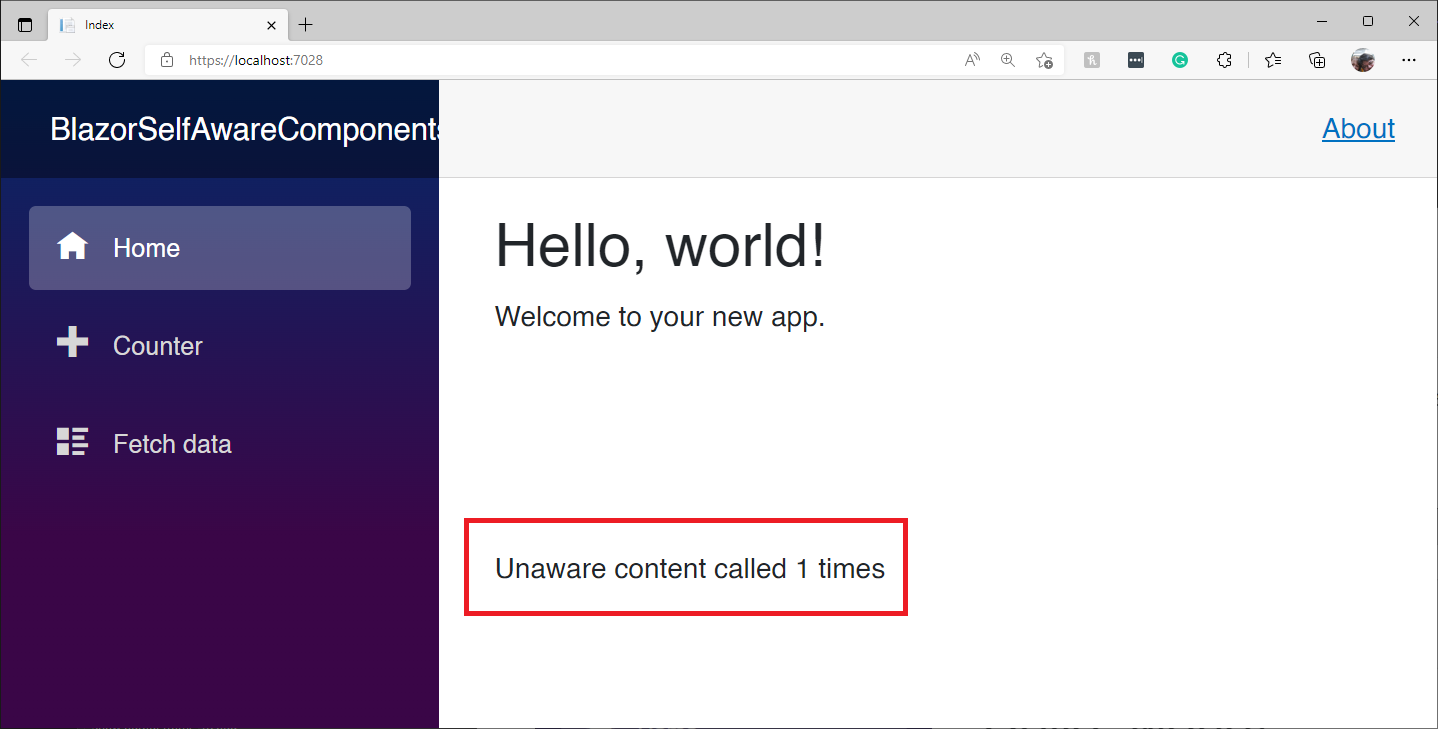 Index
https://localhost:7028
BlazorSelfAwareComponents
About
Home
Counter
Fetch data
Hello, world!
Welcome to your new app.
Unaware content called 1 times